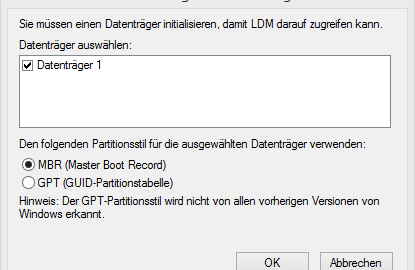 Sie müssen einen Datenträger initialisieren, damit LDM darauf zugreifen kann.
Datenträger auswählen:
Datenträger 1
Den folgenden Partitionsstil für die ausgewählten Datenträger verwenden:
MBR (Master Boot Record)
GPT (GUID-Partitionstabelle)
Hinweis: Der GPT-Partitionsstil wird nicht von allen vorherigen Versionen von
Windows erkannt.
OK Abbrechen